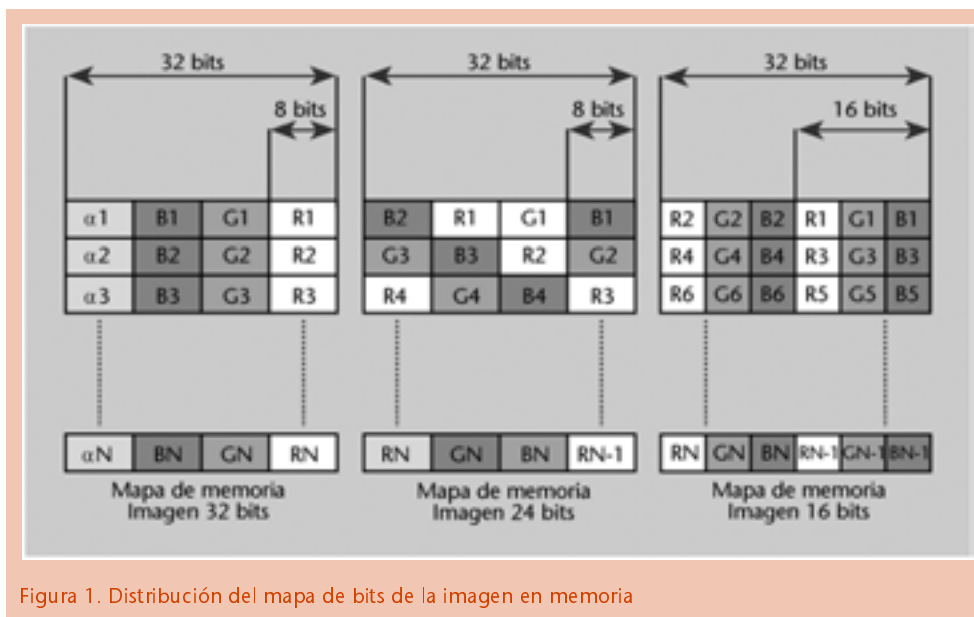 32 bits 32 bits 32 bits
8 bits 8 bits 16 bits
α1 B1 G1 R1 B2 R1 G1 B1 R2 G2 B2 R1 G1 B1
α2 B2 G2 R2 G3 B3 R2 G2 R4 G4 B4 R3 G3 B3
α3 B3 G3 R3 R4 G4 B4 R3 R6 G6 B6 R5 G5 B5
αN BN GN RN RN GN BN RN-1 RN GN BN RN-1 GN-1 BN-1
Mapa de memoria Mapa de memoria Mapa de memoria
Imagen 32 bits Imagen 24 bits Imagen 16 bits
Figura 1. Distribución del mapa de bits de la imagen en memoria